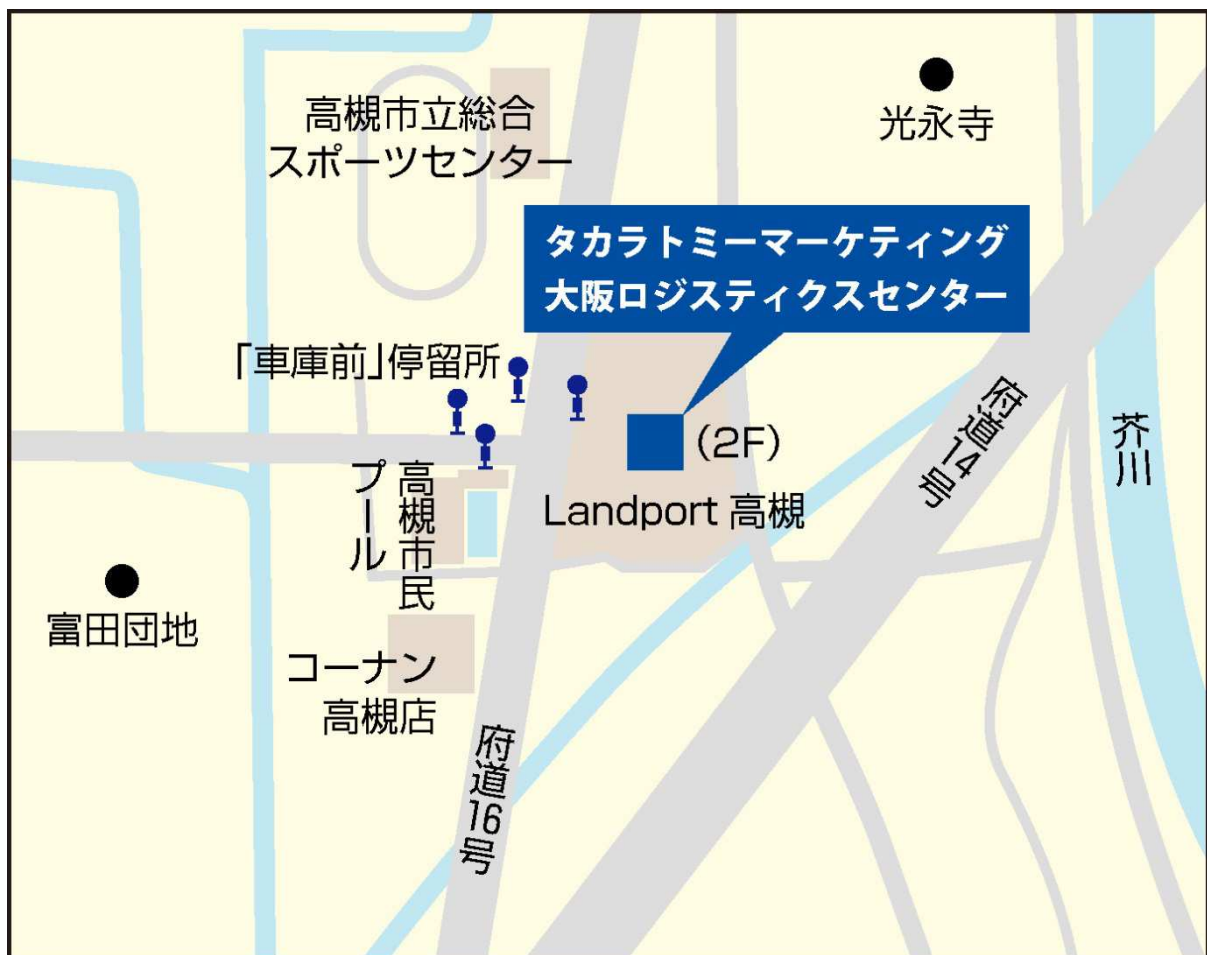 高槻市立総合
スポーツセンター
光永寺
タカラトミーマーケティング
大阪ロジスティクスセンター
「車庫前」停留所
(2F)
Landport 高槻
高槻市民
プール
府道14号
芥川
富田団地
コーナン
高槻店
府道16号